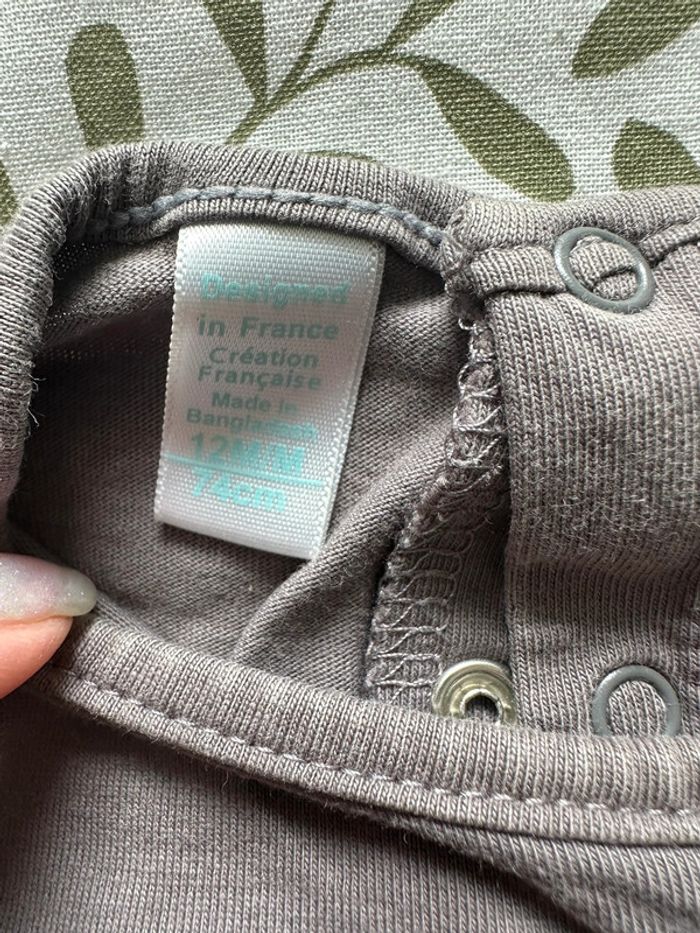 Designed
in France
Création
Française
Made in
Bangladesh
12M/M
74cm